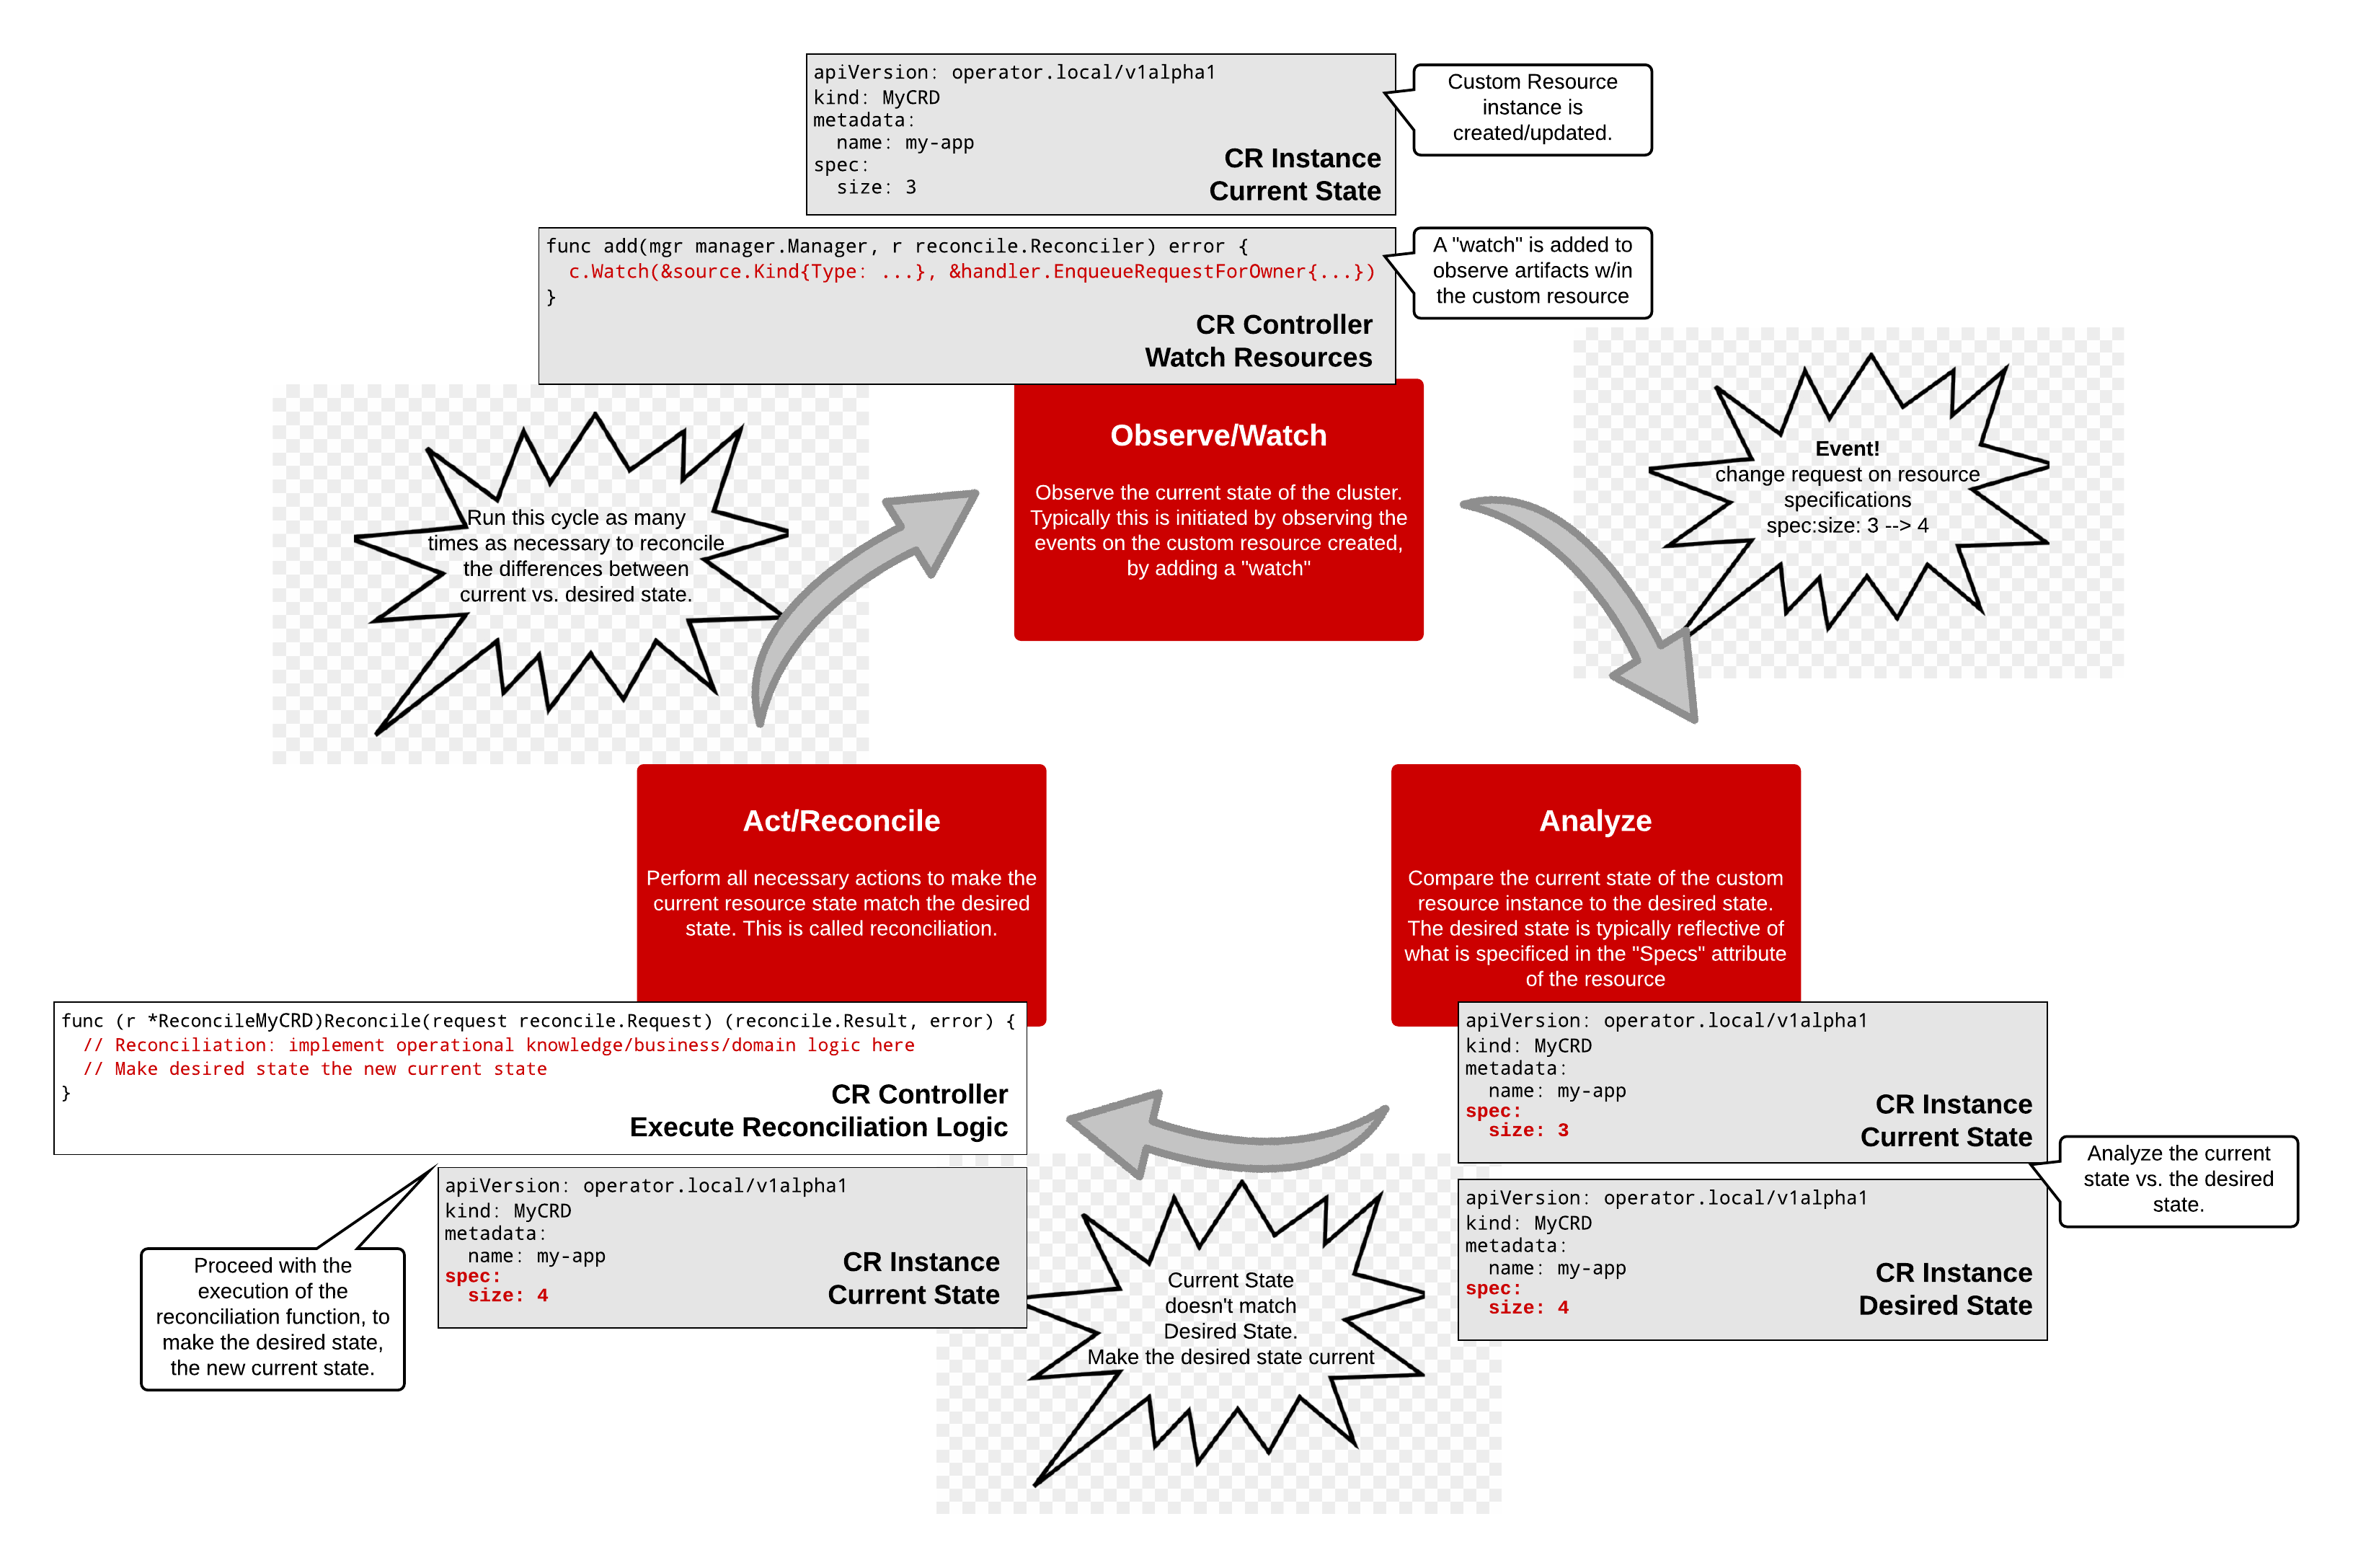 apiVersion: operator.local/v1alpha1
kind: MyCRD
metadata:
  name: my-app
spec:
  size: 3
CR Instance
Current State
Custom Resource
instance is
created/updated.
func add(mgr manager.Manager, r reconcile.Reconciler) error {
  c.Watch(&source.Kind{Type: ...}, &handler.EnqueueRequestForOwner{...})
}
CR Controller
Watch Resources
A "watch" is added to
observe artifacts w/in
the custom resource
Observe/Watch
Observe the current state of the cluster.
Typically this is initiated by observing the
events on the custom resource created,
by adding a "watch"
Event!
change request on resource
specifications
spec:size: 3 --> 4
Run this cycle as many
times as necessary to reconcile
the differences between
current vs. desired state.
Analyze
Compare the current state of the custom
resource instance to the desired state.
The desired state is typically reflective of
what is specificed in the "Specs" attribute
of the resource
apiVersion: operator.local/v1alpha1
kind: MyCRD
metadata:
  name: my-app
spec:
  size: 3
CR Instance
Current State
apiVersion: operator.local/v1alpha1
kind: MyCRD
metadata:
  name: my-app
spec:
  size: 4
CR Instance
Desired State
Analyze the current
state vs. the desired
state.
Current State
doesn't match
Desired State.
Make the desired state current
Act/Reconcile
Perform all necessary actions to make the
current resource state match the desired
state. This is called reconciliation.
func (r *ReconcileMyCRD)Reconcile(request reconcile.Request) (reconcile.Result, error) {
  // Reconciliation: implement operational knowledge/business/domain logic here
  // Make desired state the new current state
}
CR Controller
Execute Reconciliation Logic
apiVersion: operator.local/v1alpha1
kind: MyCRD
metadata:
  name: my-app
spec:
  size: 4
CR Instance
Current State
Proceed with the
execution of the
reconciliation function, to
make the desired state,
the new current state.